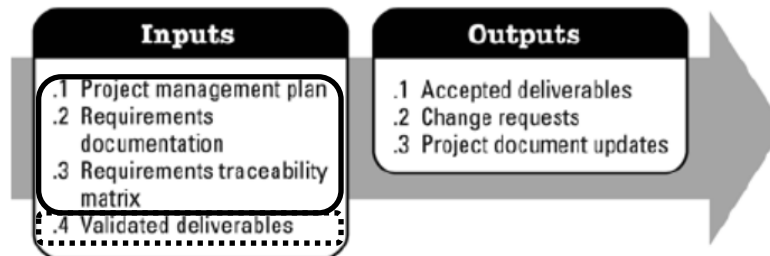 Inputs
.1 Project management plan
.2 Requirements
documentation
.3 Requirements traceability
matrix
.4 Validated deliverables
Outputs
.1 Accepted deliverables
.2 Change requests
.3 Project document updates